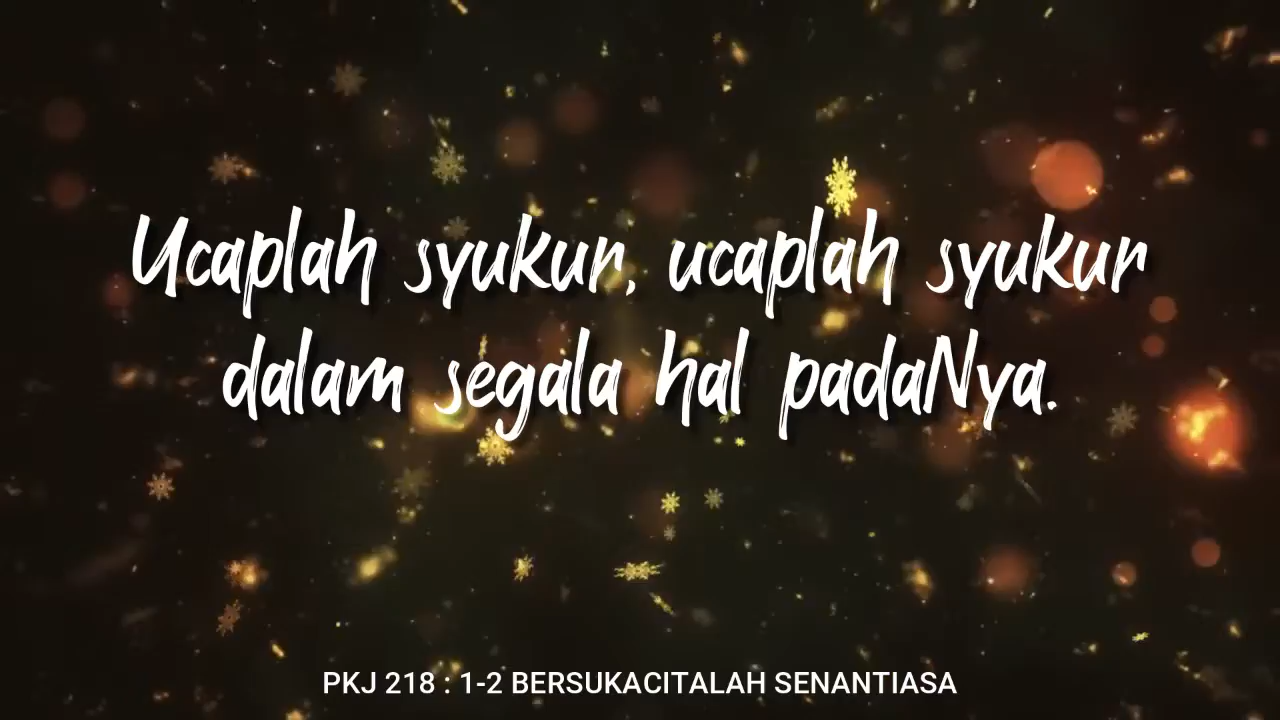 Ucaplah syukur, ucaplah syukur
dalam segala hal padaNya.
PKJ 218 : 1-2 BERSUKACITALAH SENANTIASA